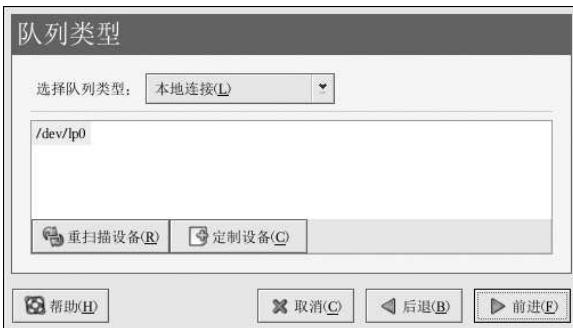 队列类型
选择队列类型： 本地连接(L)
/dev/lp0
重扫描设备(R) 定制设备(C)
帮助(H) 取消(C) 后退(B) 前进(F)